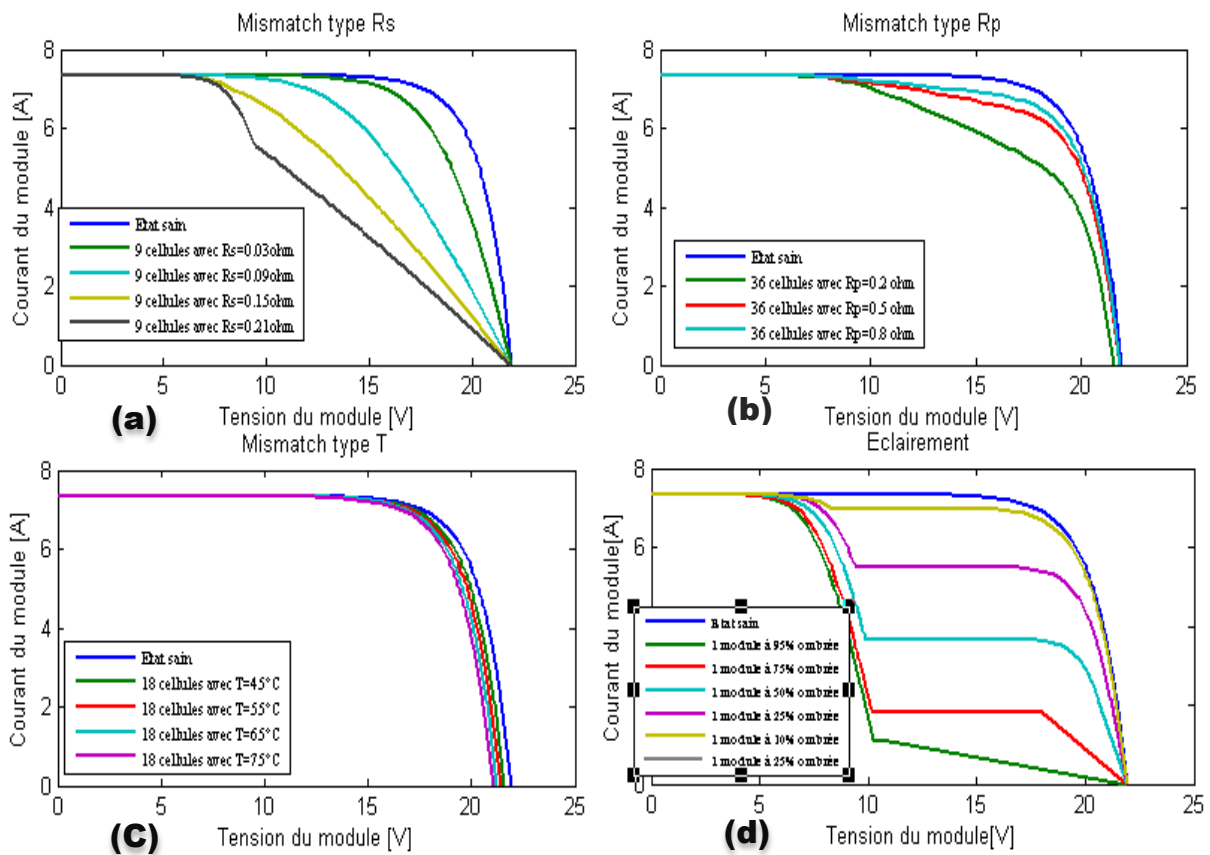 Mismatch type Rs
8
6
4
2
0
Courant du module [A]
Etat sain
9 cellules avec Rs=0.03ohm
9 cellules avec Rs=0.09ohm
9 cellules avec Rs=0.15ohm
9 cellules avec Rs=0.21ohm
0 5 10 15 20 25
Tension du module [V]
(a)
Mismatch type Rp
8
6
4
2
0
Courant du module [A]
Etat sain
36 cellules avec Rp=0.2 ohm
36 cellules avec Rp=0.5 ohm
36 cellules avec Rp=0.8 ohm
0 5 10 15 20 25
Tension du module [V]
(b)
Mismatch type T
8
6
4
2
0
Courant du module [A]
Etat sain
18 cellules avec T=45°C
18 cellules avec T=55°C
18 cellules avec T=65°C
18 cellules avec T=75°C
0 5 10 15 20 25
Tension du module [V]
(C)
Eclairement
8
6
Courant du module[A]
Etat sain
1 module à 95% ombrée
1 module à 75% ombrée
1 module à 50% ombrée
1 module à 25% ombrée
1 module à 10% ombrée
1 module à 25% ombrée
0 5 10 15 20 25
Tension du module[V]
(d)